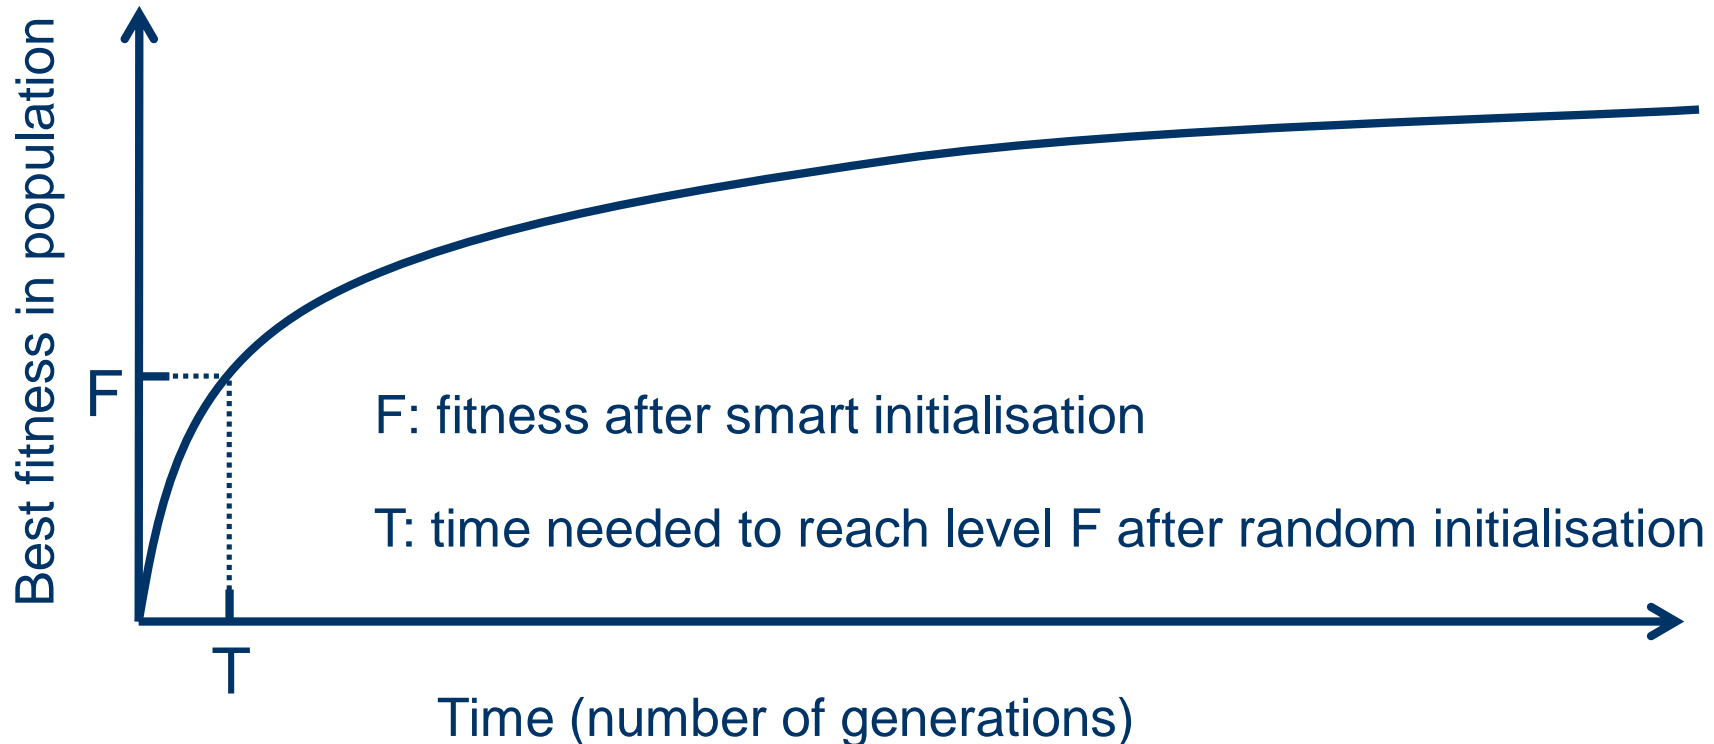 Best fitness in population
F
F: fitness after smart initialisation
T: time needed to reach level F after random initialisation
T
Time (number of generations)